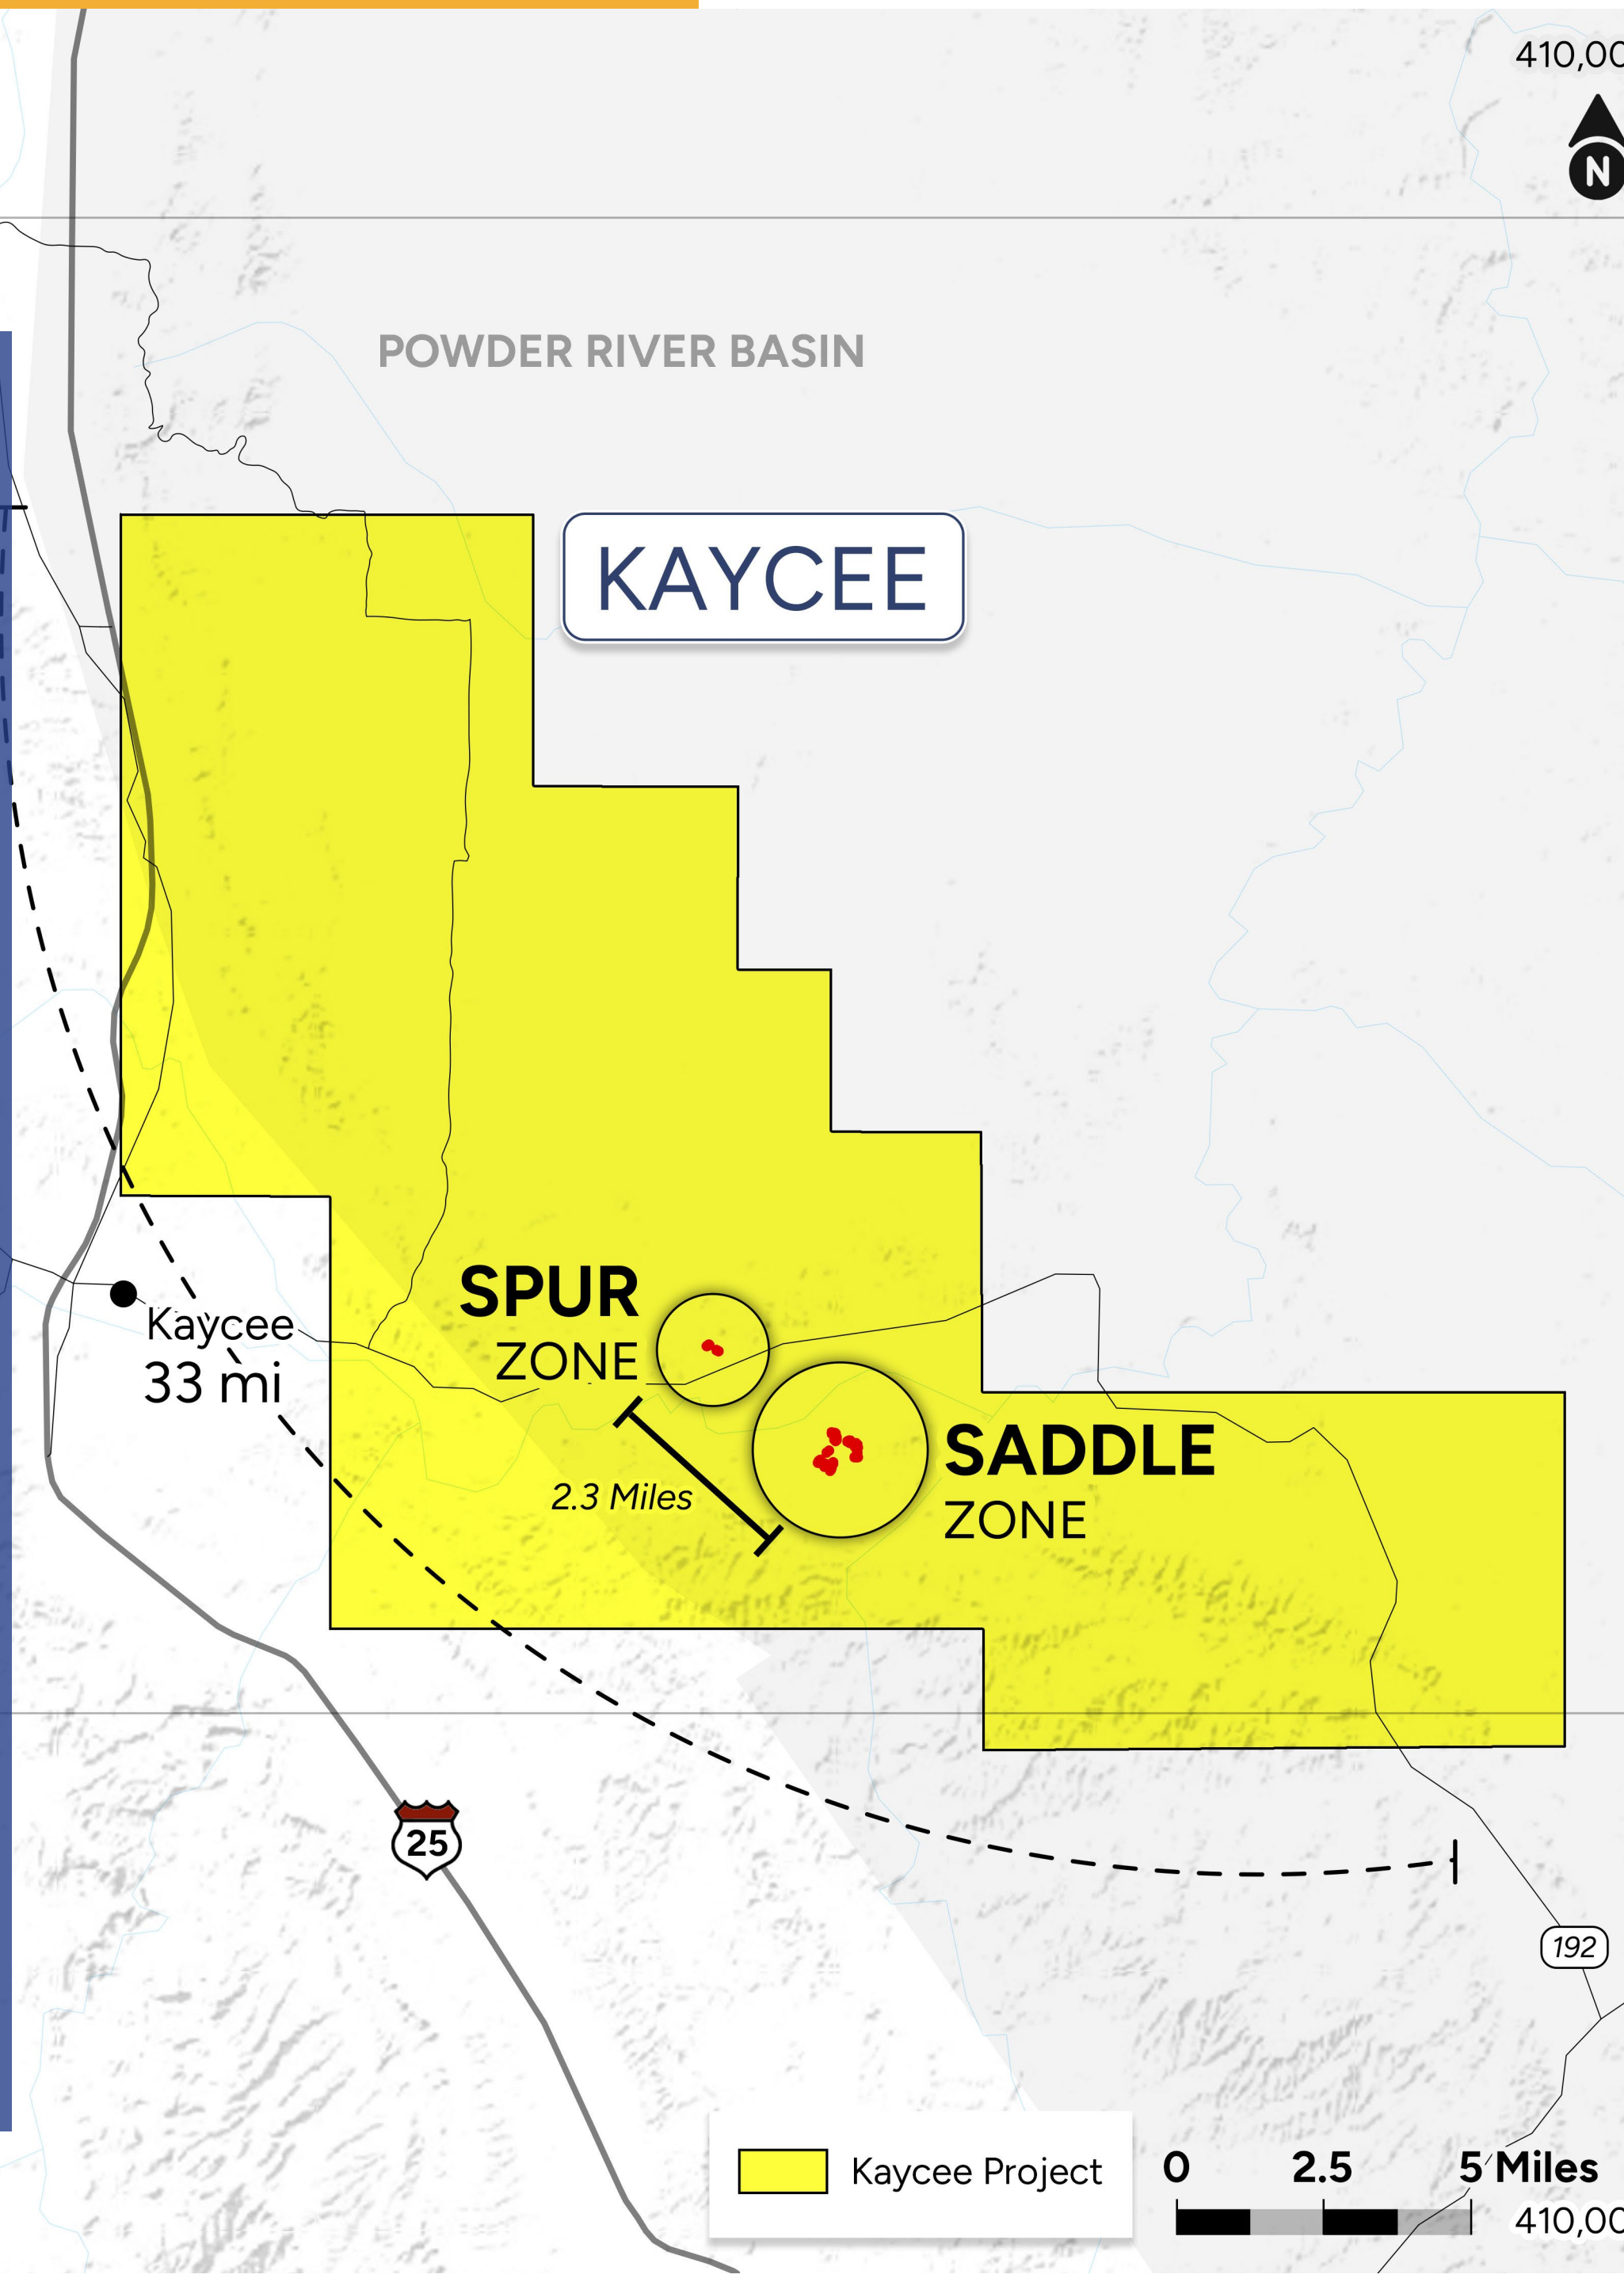 410,00
N
POWDER RIVER BASIN
KAYCEE
SPUR
ZONE
Kaycee
33 mi
SADDLE
ZONE
2.3 Miles
25
192
Kaycee Project
0 2.5 5 Miles
410,00